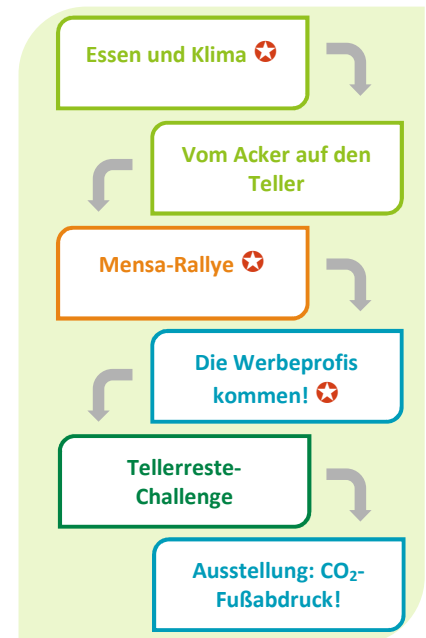 Essen und Klima ✪
Vom Acker auf den
Teller
Mensa-Rallye ✪
Die Werbeprofis
kommen! ✪
Tellerreste-
Challenge
Ausstellung: CO₂-
Fußabdruck!